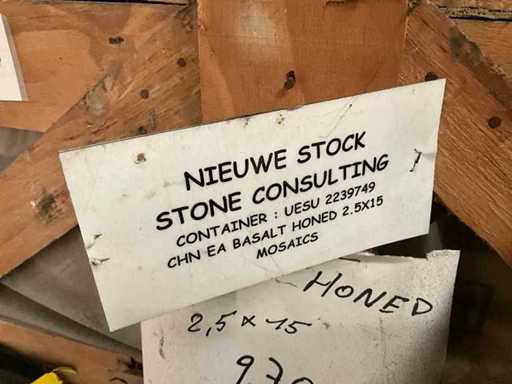 NIEUWE STOCK
STONE CONSULTING
CONTAINER : UESU 2239749
CHN EA BASALT HONED 2.5X15
MOSAICS
HONED
2,5 x 15